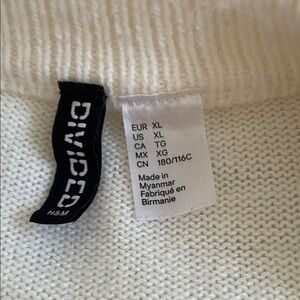 DIVIDED
H&M
EUR XL
US XL
CA TG
MX XG
CN 180/116C
Made in
Myanmar
Fabriqué en
Birmanie